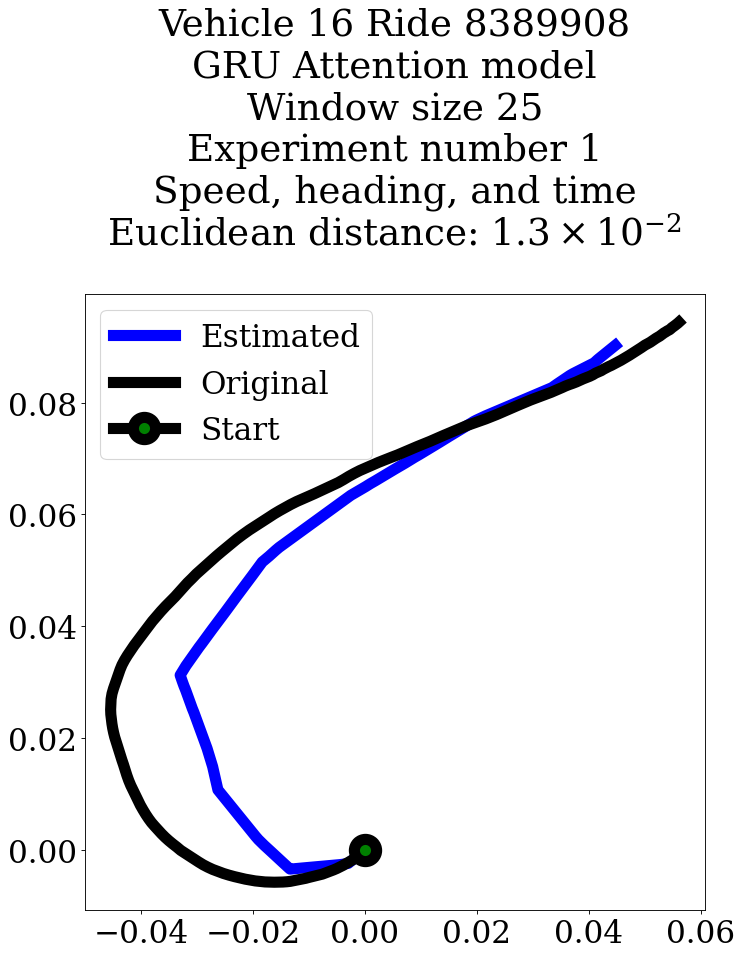 Vehicle 16 Ride 8389908
GRU Attention model
Window size 25
Experiment number 1
Speed, heading, and time
Euclidean distance: 1.3 × 10⁻²
Estimated
Original
Start
0.08
0.06
0.04
0.02
0.00
−0.04 −0.02 0.00 0.02 0.04 0.06